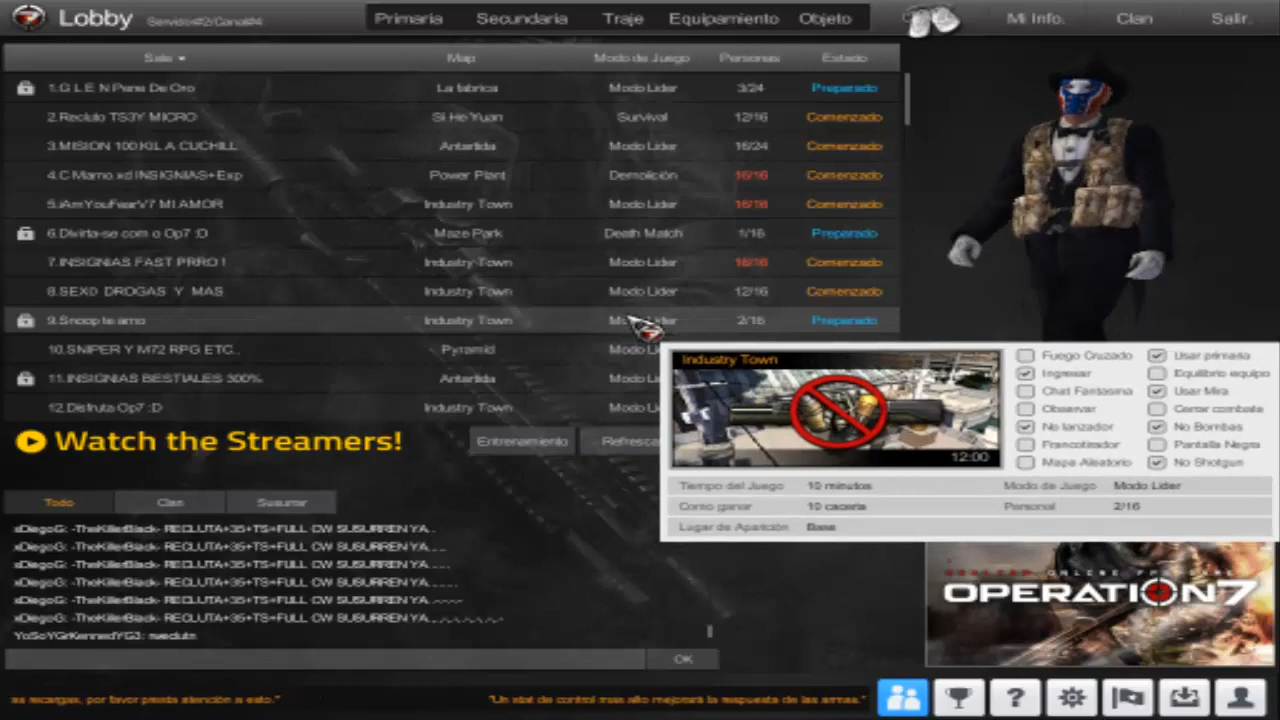 Lobby Servidor#2/Canal#4 Primaria Secundaria Traje Equipamiento Objeto Mi Info. Clan Salir.
Sala Map Modo de Juego Personas Estado
1.G L E N Pene De Oro La fabrica Modo Lider 3/24 Preparado
2.Recluto TS3Y MICRO Si He Yuan Survival 12/16 Comenzado
3.MISION 100 KIL A CUCHILL Antartida Modo Lider 16/24 Comenzado
4.C Mamo xd INSIGNIAS+Exp Power Plant Demolición 16/16 Comenzado
5.iAmYouFearV7 MI AMOR Industry Town Modo Lider 16/16 Comenzado
6.Divirta-se com o Op7 :D Maze Park Death Match 1/16 Preparado
7.INSIGNIAS FAST PRRO ! Industry Town Modo Lider 16/16 Comenzado
8.SEX0 DROGAS Y MAS Industry Town Modo Lider 12/16 Comenzado
9.Snoop te amo Industry Town 2/16 Preparado
10.SNIPER Y M72 RPG ETC.. Pyramid
11.INSIGNIAS BESTIALES 300% Antartida
12.Disfruta Op7 :D Industry Town
Industry Town
12:00
Fuego Cruzado Usar primaria
Ingresar Equilibrio equipo
Chat Fantasma Usar Mira
Observar Cerrar combate
No lanzador No Bombas
Francotirador Pantalla Negra
Mapa Aleatorio No Shotgun
Tiempo del Juego 10 minutos Modo de Juego Modo Lider
Como ganar 10 cacería Personal 2/16
Lugar de Aparición Base
Watch the Streamers! Entrenamiento Refresca
Todo Clan Susurrar
xDiegoG: -TheKillerBlack- RECLUTA+35+TS+FULL CW SUSURREN YA..
xDiegoG: -TheKillerBlack- RECLUTA+35+TS+FULL CW SUSURREN YA....
xDiegoG: -TheKillerBlack- RECLUTA+35+TS+FULL CW SUSURREN YA.....
xDiegoG: -TheKillerBlack- RECLUTA+35+TS+FULL CW SUSURREN YA.......
xDiegoG: -TheKillerBlack- RECLUTA+35+TS+FULL CW SUSURREN YA
xDiegoG: -TheKillerBlack- RECLUTA+35+TS+FULL CW SUSURREN YA
OK
OPERATION7
as recargas, por favor presta atención a esto." "Un stat de control mas alto mejorará la respuesta de las armas."